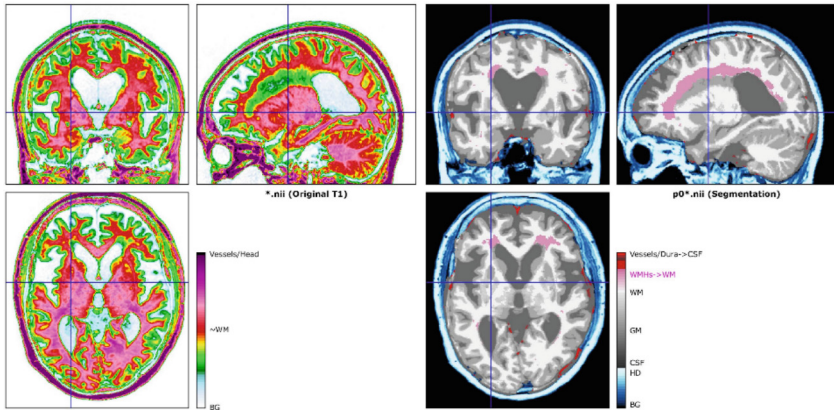 *.nii (Original T1)
p0*.nii (Segmentation)
Vessels/Head
~WM
BG
Vessels/Dura->CSF
WMHs->WM
WM
GM
CSF
HD
BG